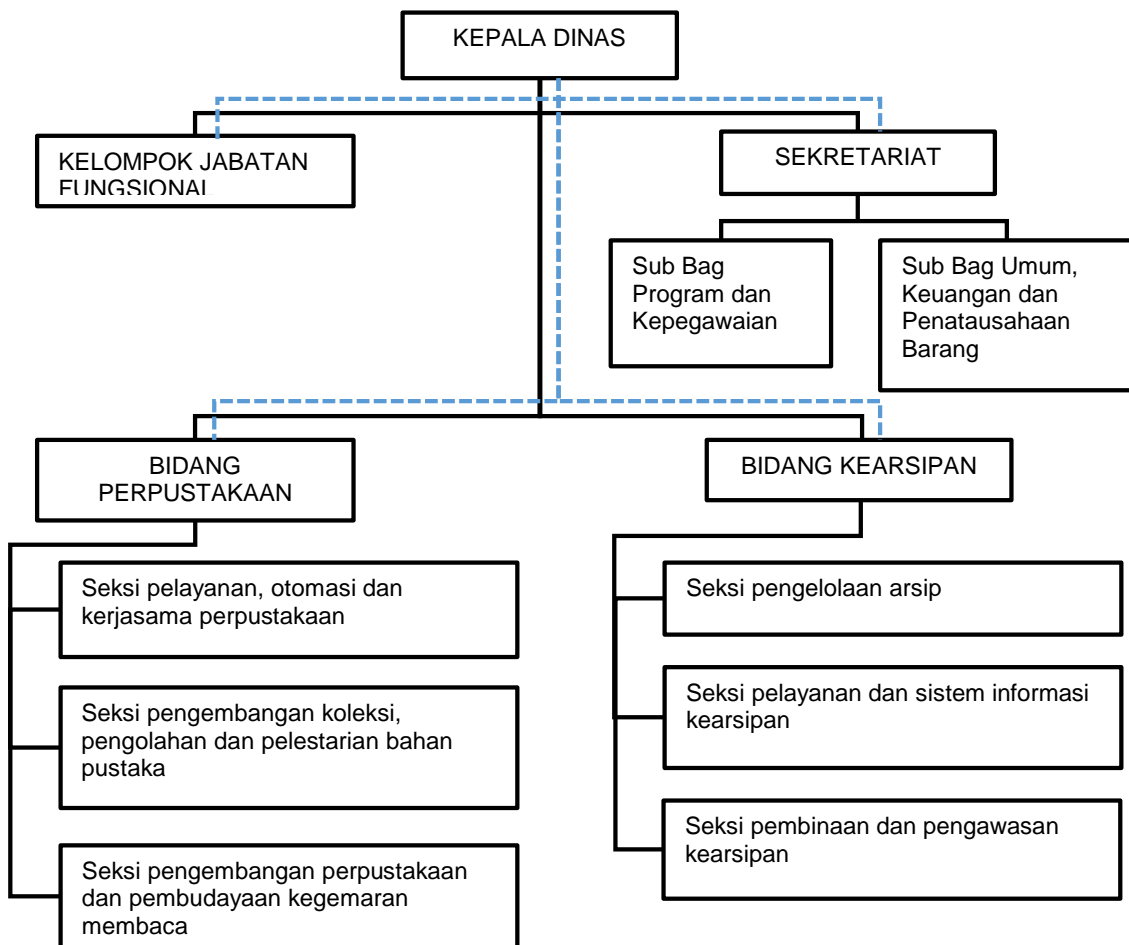 KEPALA DINAS
KELOMPOK JABATAN
FUNGSIONAL
SEKRETARIAT
Sub Bag
Program dan
Kepegawaian
Sub Bag Umum,
Keuangan dan
Penatausahaan
Barang
BIDANG
PERPUSTAKAAN
BIDANG KEARSIPAN
Seksi pelayanan, otomasi dan
kerjasama perpustakaan
Seksi pengembangan koleksi,
pengolahan dan pelestarian bahan
pustaka
Seksi pengembangan perpustakaan
dan pembudayaan kegemaran
membaca
Seksi pengelolaan arsip
Seksi pelayanan dan sistem informasi
kearsipan
Seksi pembinaan dan pengawasan
kearsipan